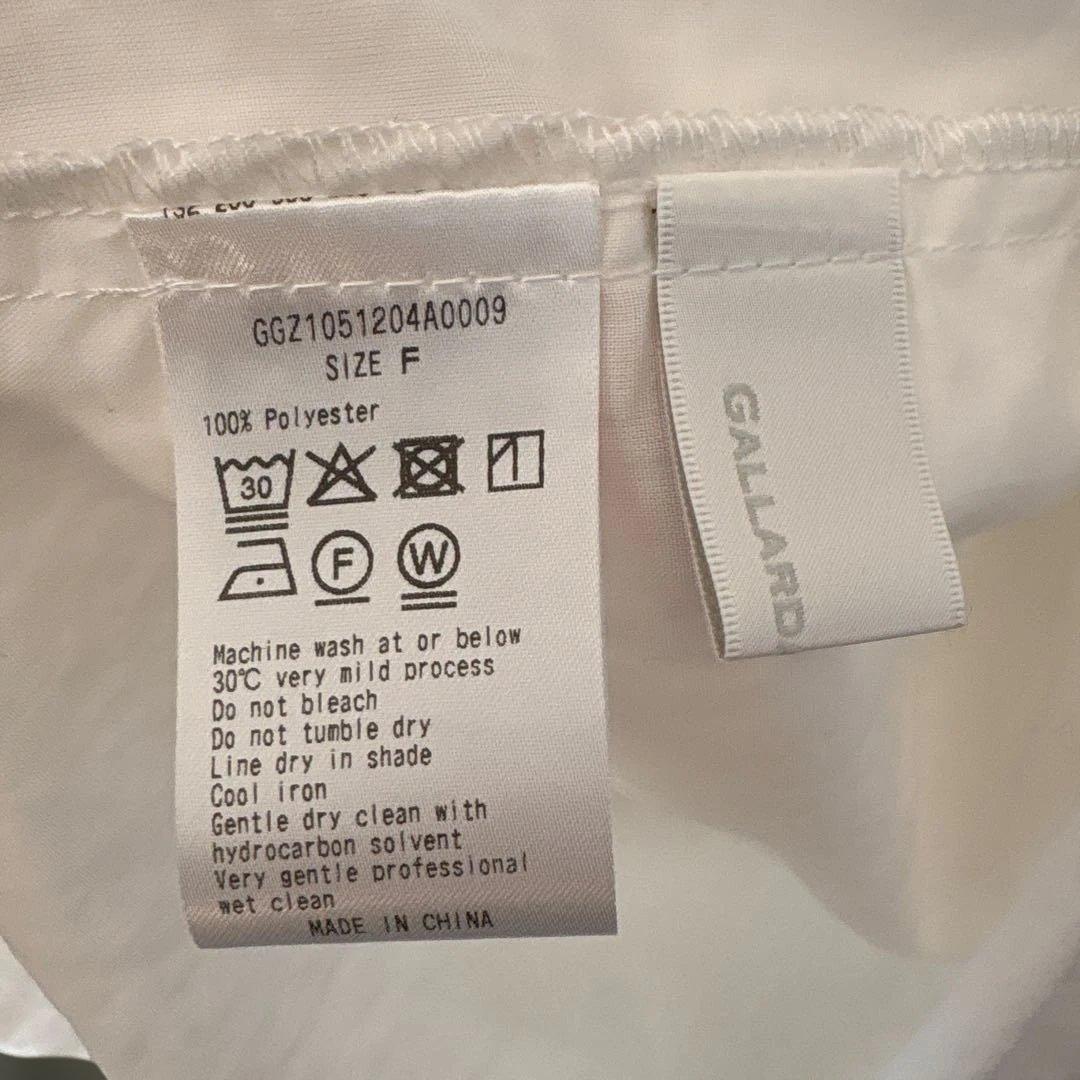 GGZ1051204A0009
SIZE F
100% Polyester
30
F
W
Machine wash at or below
30℃ very mild process
Do not bleach
Do not tumble dry
Line dry in shade
Cool iron
Gentle dry clean with
hydrocarbon solvent
Very gentle professional
wet clean
MADE IN CHINA
GALLARD